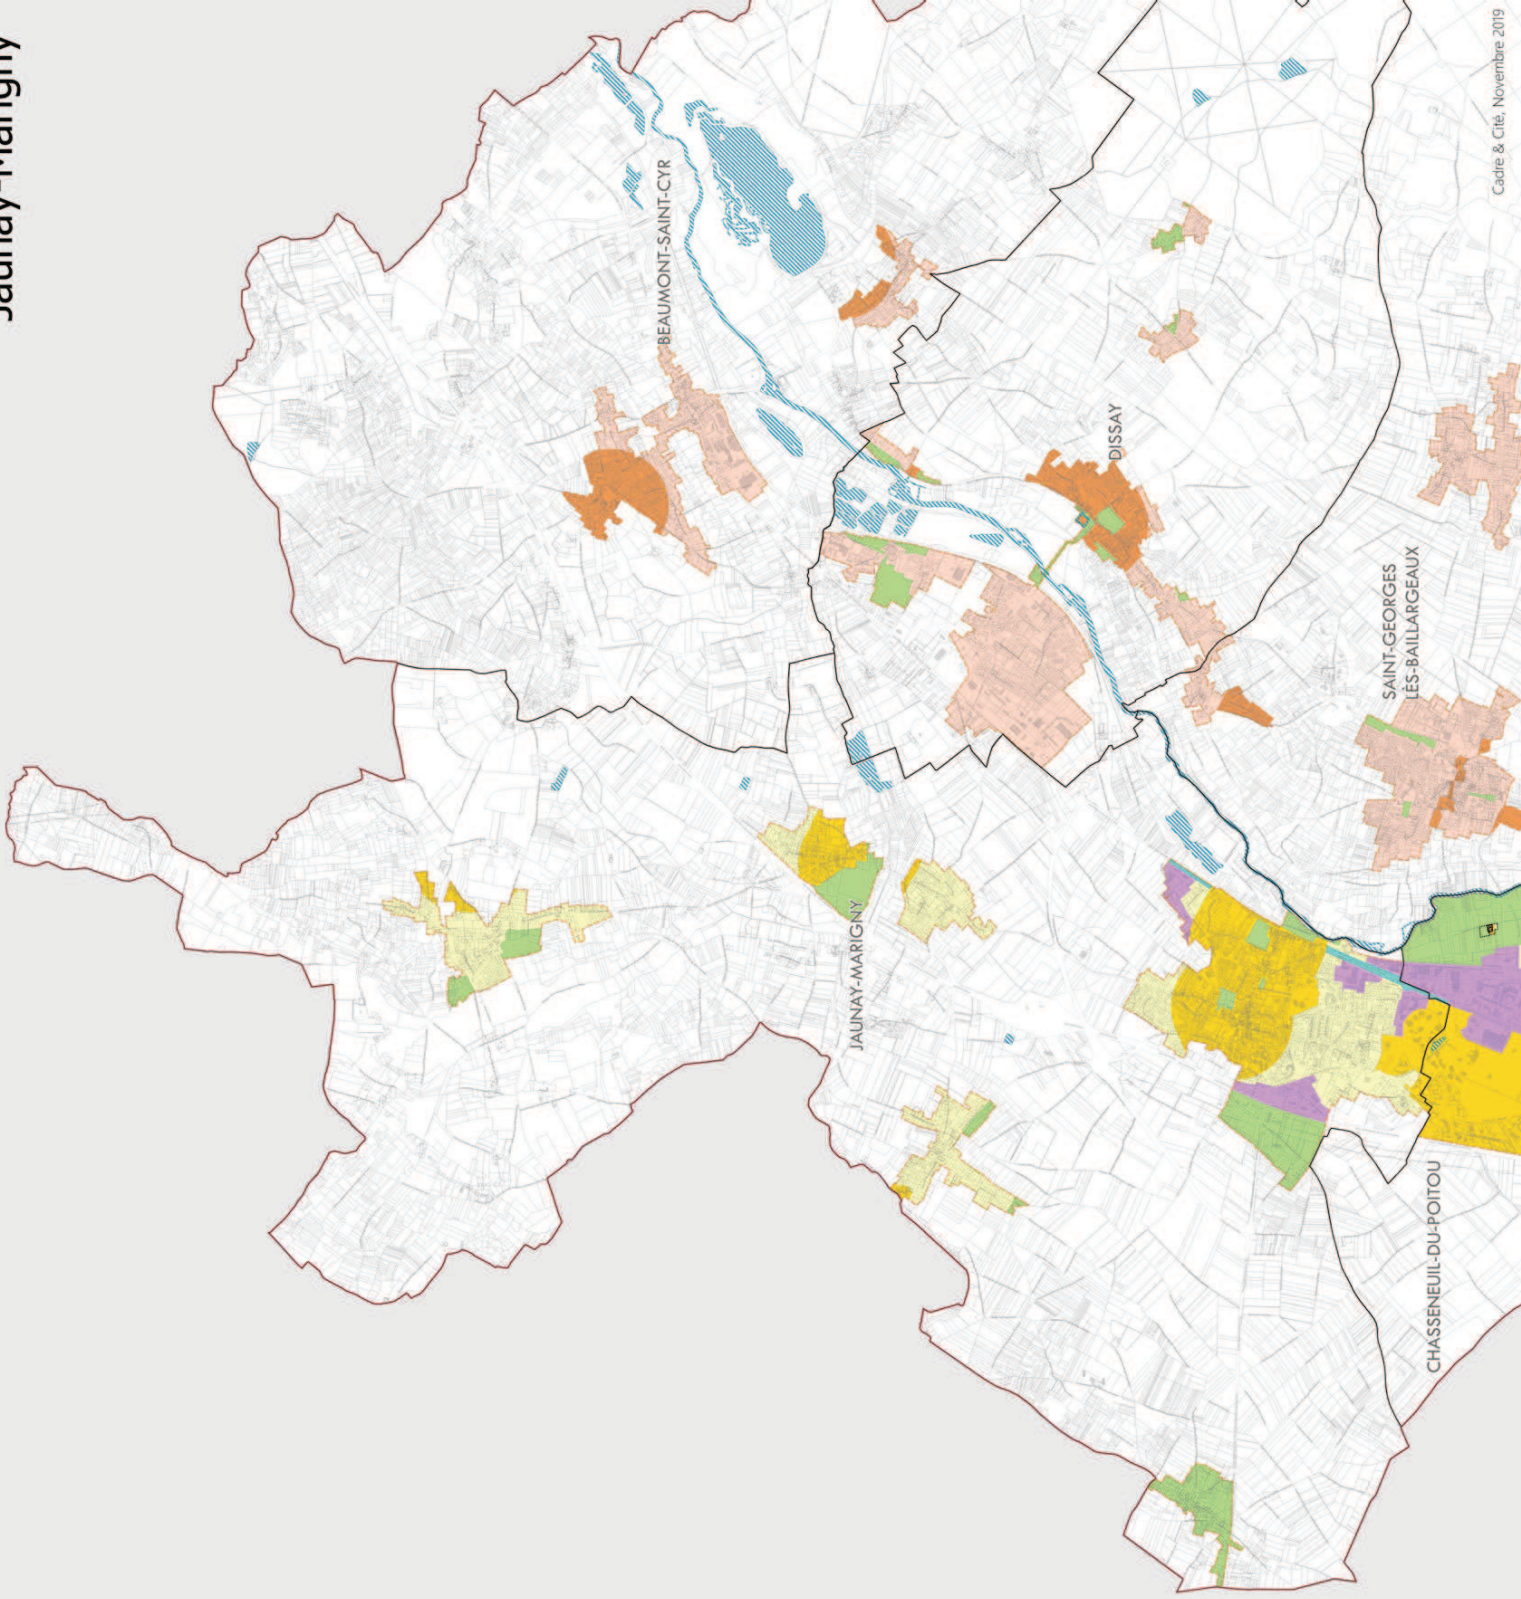 Jaunay-Marigny
BEAUMONT-SAINT-CYR
DISSAY
SAINT-GEORGES
LÈS-BAILLARGEAUX
JAUNAY-MARIGNY
CHASSENEUIL-DU-POITOU
Cadre & Cité, Novembre 2019